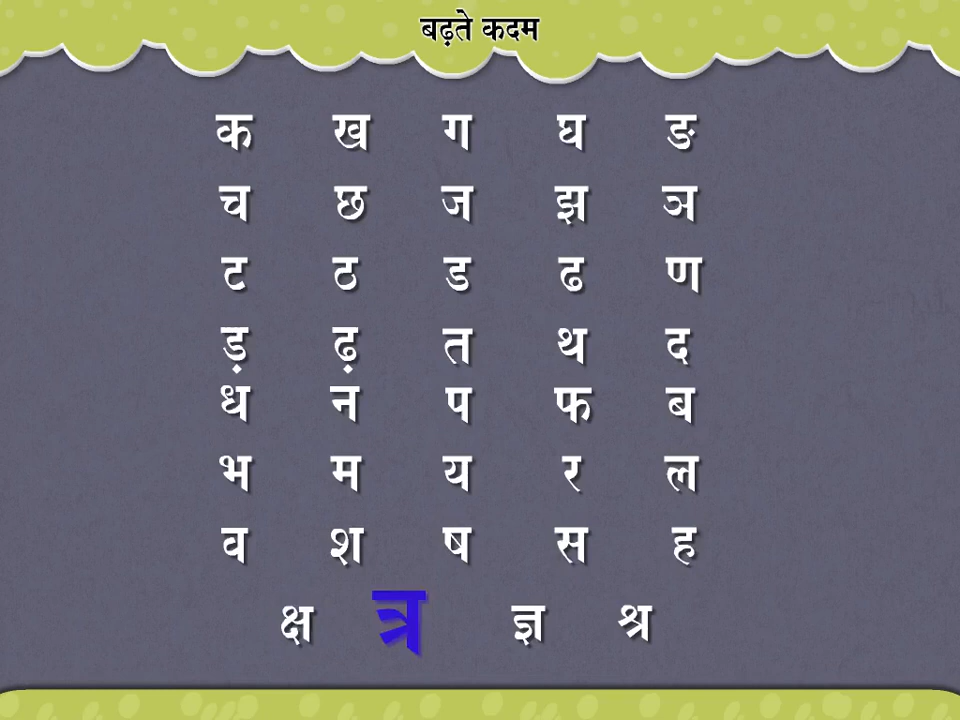 बढ़ते कदम
क ख ग घ ङ
च छ ज झ ञ
ट ठ ड ढ ण
ड़ ढ़ त थ द
ध न प फ ब
भ म य र ल
व श ष स ह
क्ष त्र ज्ञ श्र